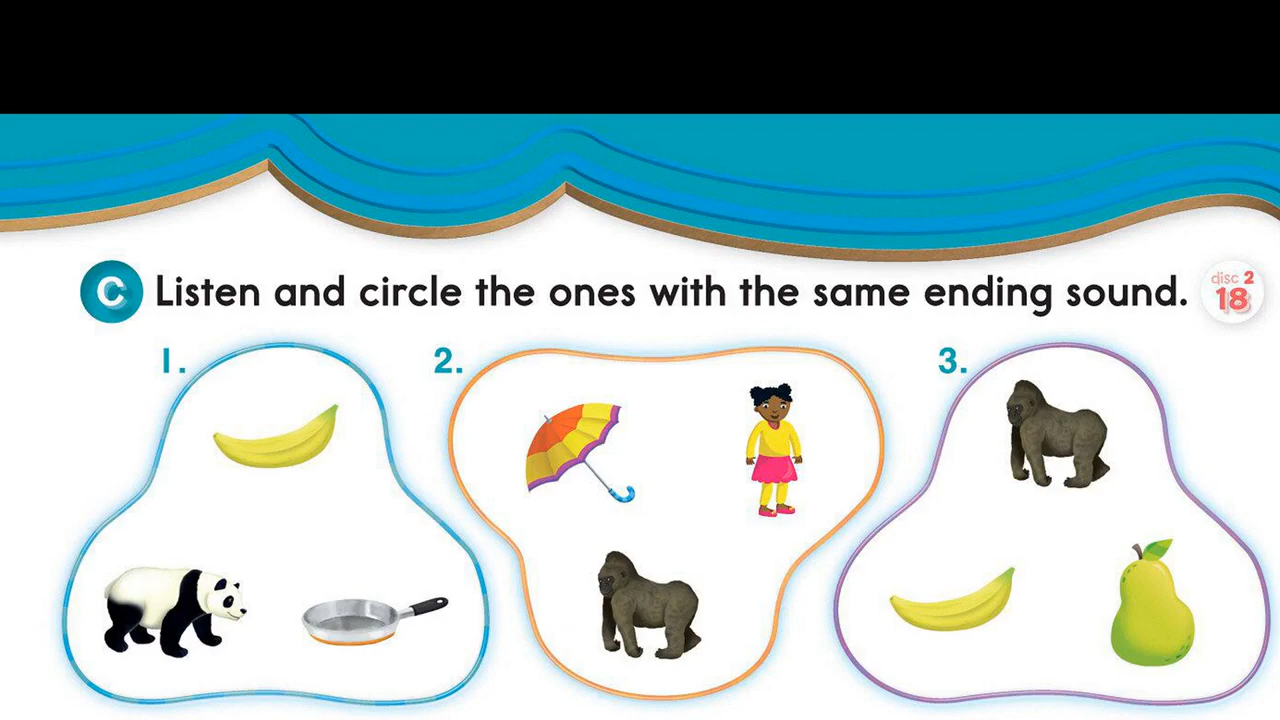 C Listen and circle the ones with the same ending sound. disc 2 18
1. 2. 3.